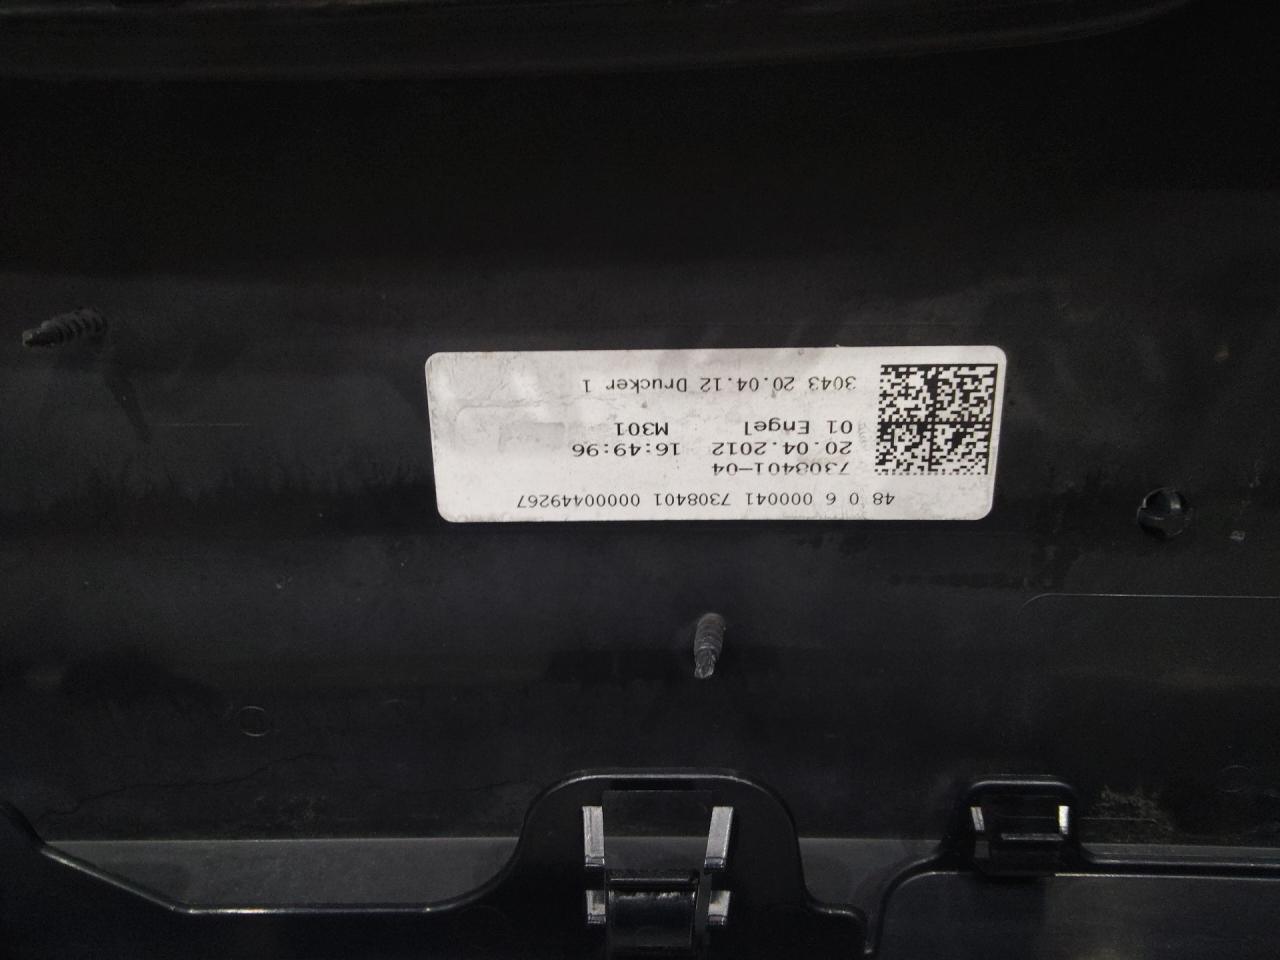 48 0 6 000041 7308401 00000449267
7308401-04
20.04.2012 16:49:96
01 Engel M301
3043 20.04.12 Drucker 1